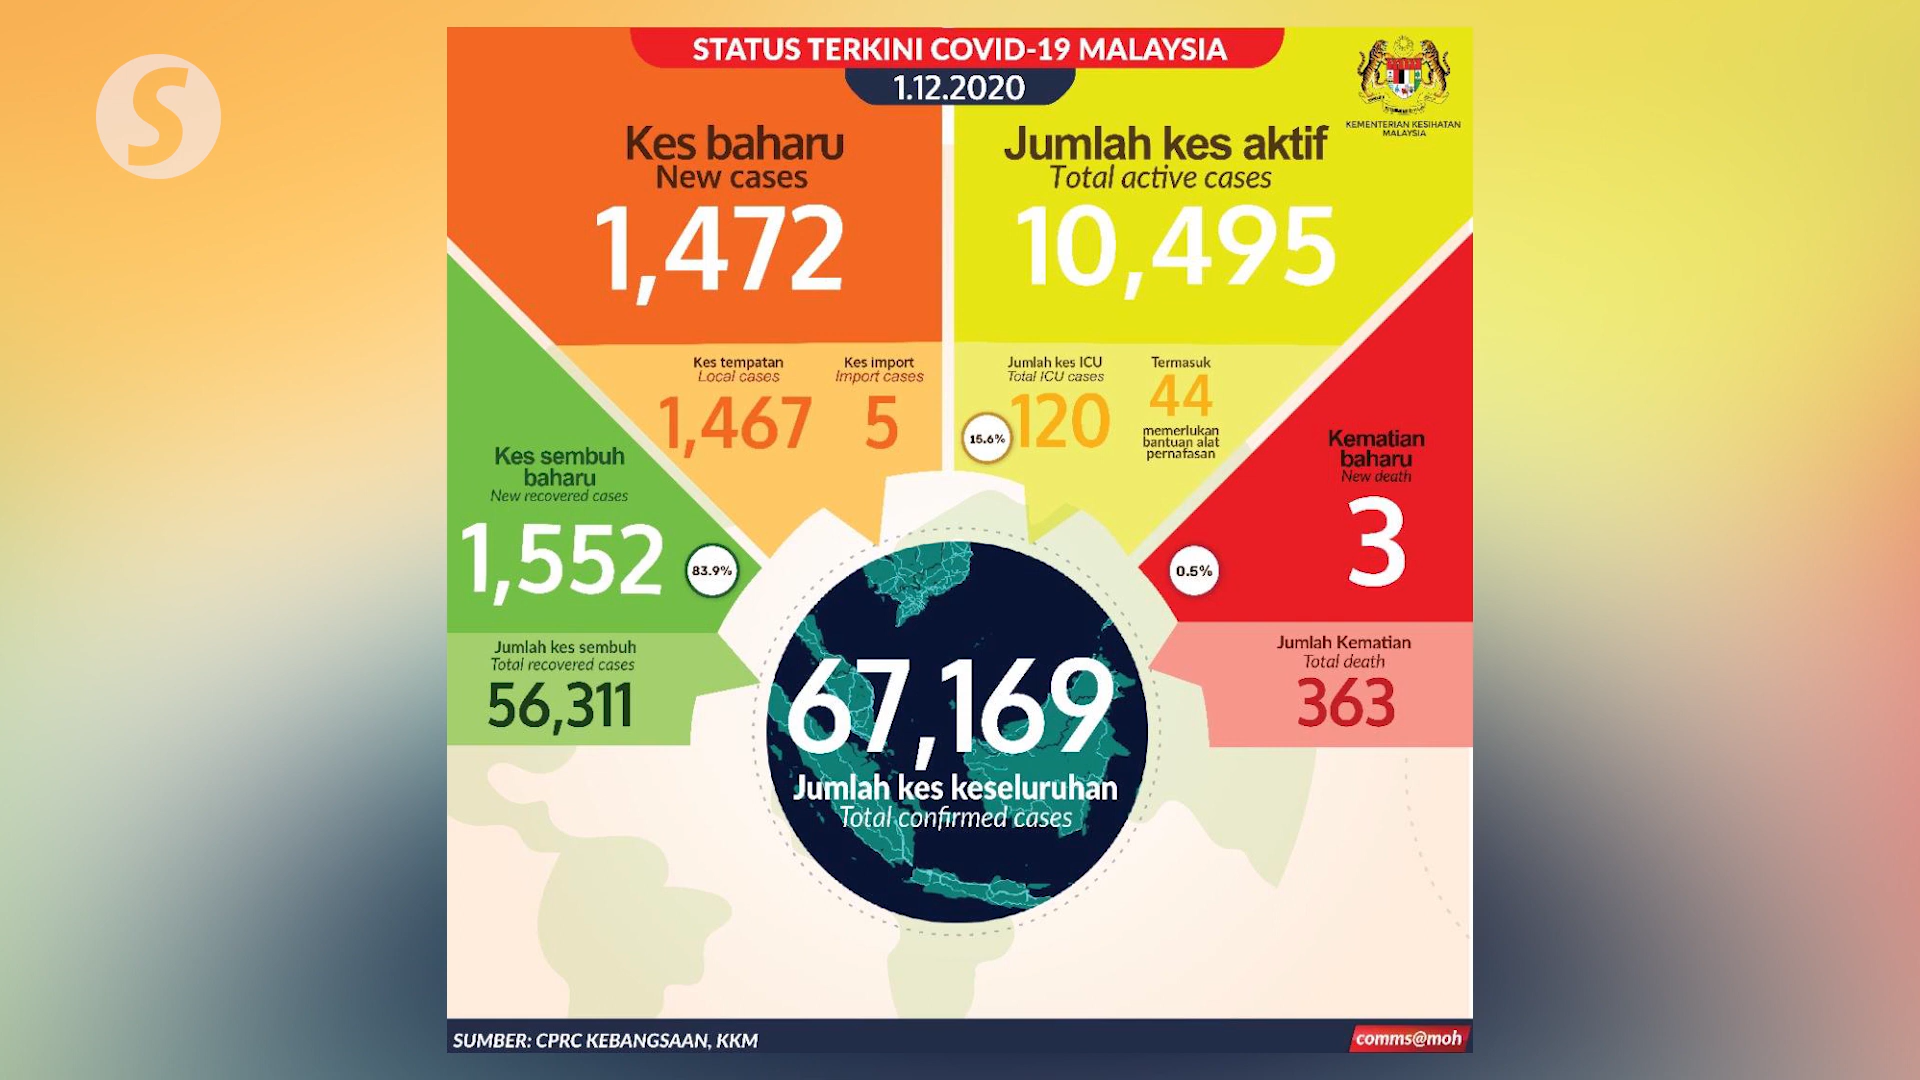 S
STATUS TERKINI COVID-19 MALAYSIA
1.12.2020
KEMENTERIAN KESIHATAN
MALAYSIA
Kes baharu
New cases
1,472
Kes tempatan
Local cases
1,467
Kes import
Import cases
5
Jumlah kes aktif
Total active cases
10,495
Jumlah kes ICU
Total ICU cases
15.6%
120
Termasuk
44
memerlukan
bantuan alat
pernafasan
Kes sembuh
baharu
New recovered cases
1,552
83.9%
Jumlah kes sembuh
Total recovered cases
56,311
Kematian
baharu
New death
3
0.5%
Jumlah Kematian
Total death
363
67,169
Jumlah kes keseluruhan
Total confirmed cases
SUMBER: CPRC KEBANGSAAN, KKM
comms@moh